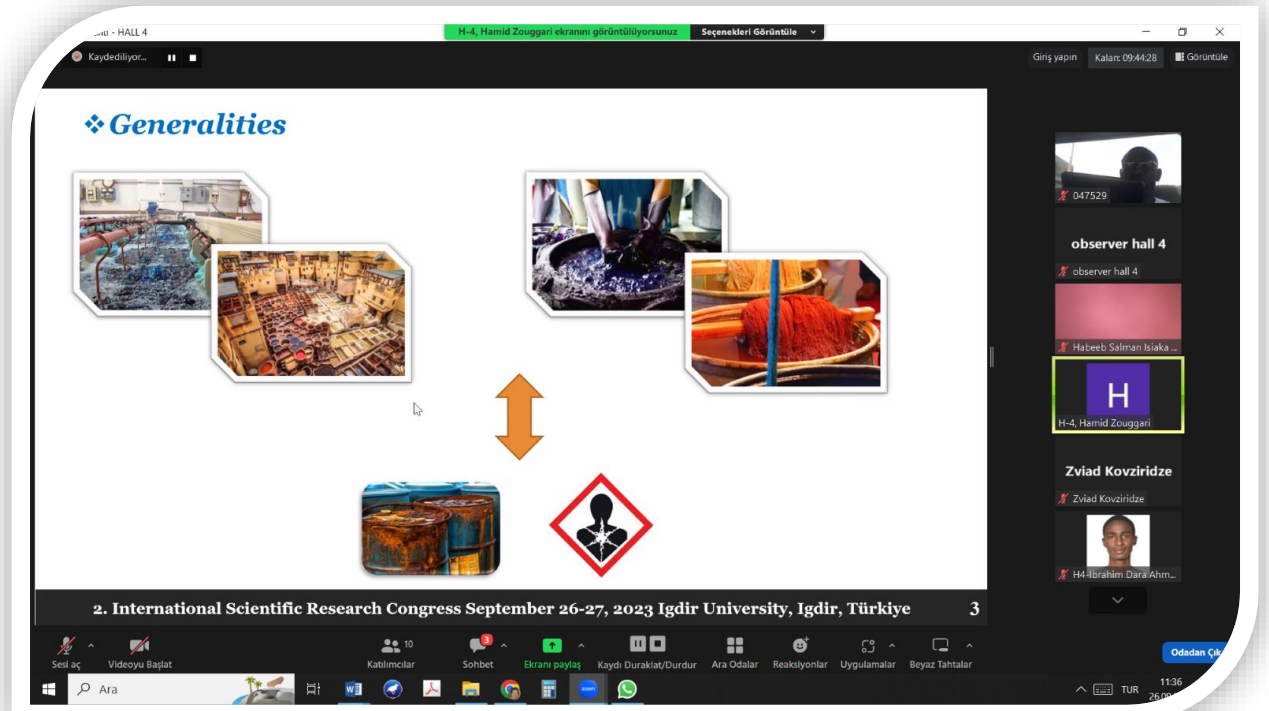 - HALL 4
H-4, Hamid Zouggari ekranını görüntülüyorsunuz
Seçenekleri Görüntüle
Kaydediliyor...
Giriş yapın
Kalan: 09:44:28
Görüntüle
❖ Generalities
047529
observer hall 4
observer hall 4
Habeeb Salman Isiaka ...
H
H-4, Hamid Zouggari
Zviad Kovziridze
Zviad Kovziridze
H4-Ibrahim Dara Ahm...
2. International Scientific Research Congress September 26-27, 2023 Igdir University, Igdir, Türkiye 3
10
3
Sesi aç
Videoyu Başlat
Katılımcılar
Sohbet
Ekranı paylaş
Kaydı Duraklat/Durdur
Ara Odalar
Reaksiyonlar
Uygulamalar
Beyaz Tahtalar
Odadan Çık
Ara
zoom
TUR
11:36
26.09